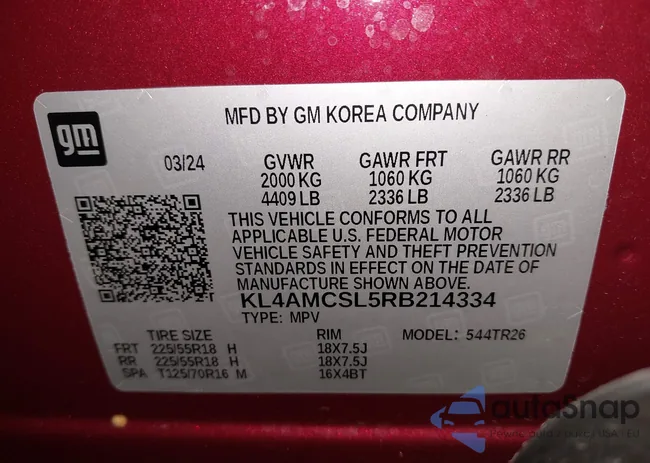 gm
MFD BY GM KOREA COMPANY
03/24 GVWR GAWR FRT GAWR RR
2000 KG 1060 KG 1060 KG
4409 LB 2336 LB 2336 LB
THIS VEHICLE CONFORMS TO ALL
APPLICABLE U.S. FEDERAL MOTOR
VEHICLE SAFETY AND THEFT PREVENTION
STANDARDS IN EFFECT ON THE DATE OF
MANUFACTURE SHOWN ABOVE.
KL4AMCSL5RB214334
TYPE: MPV
TIRE SIZE RIM MODEL: 544TR26
FRT 225/55R18 H 18X7.5J
RR 225/55R18 H 18X7.5J
SPA T125/70R16 M 16X4BT
autoSnap